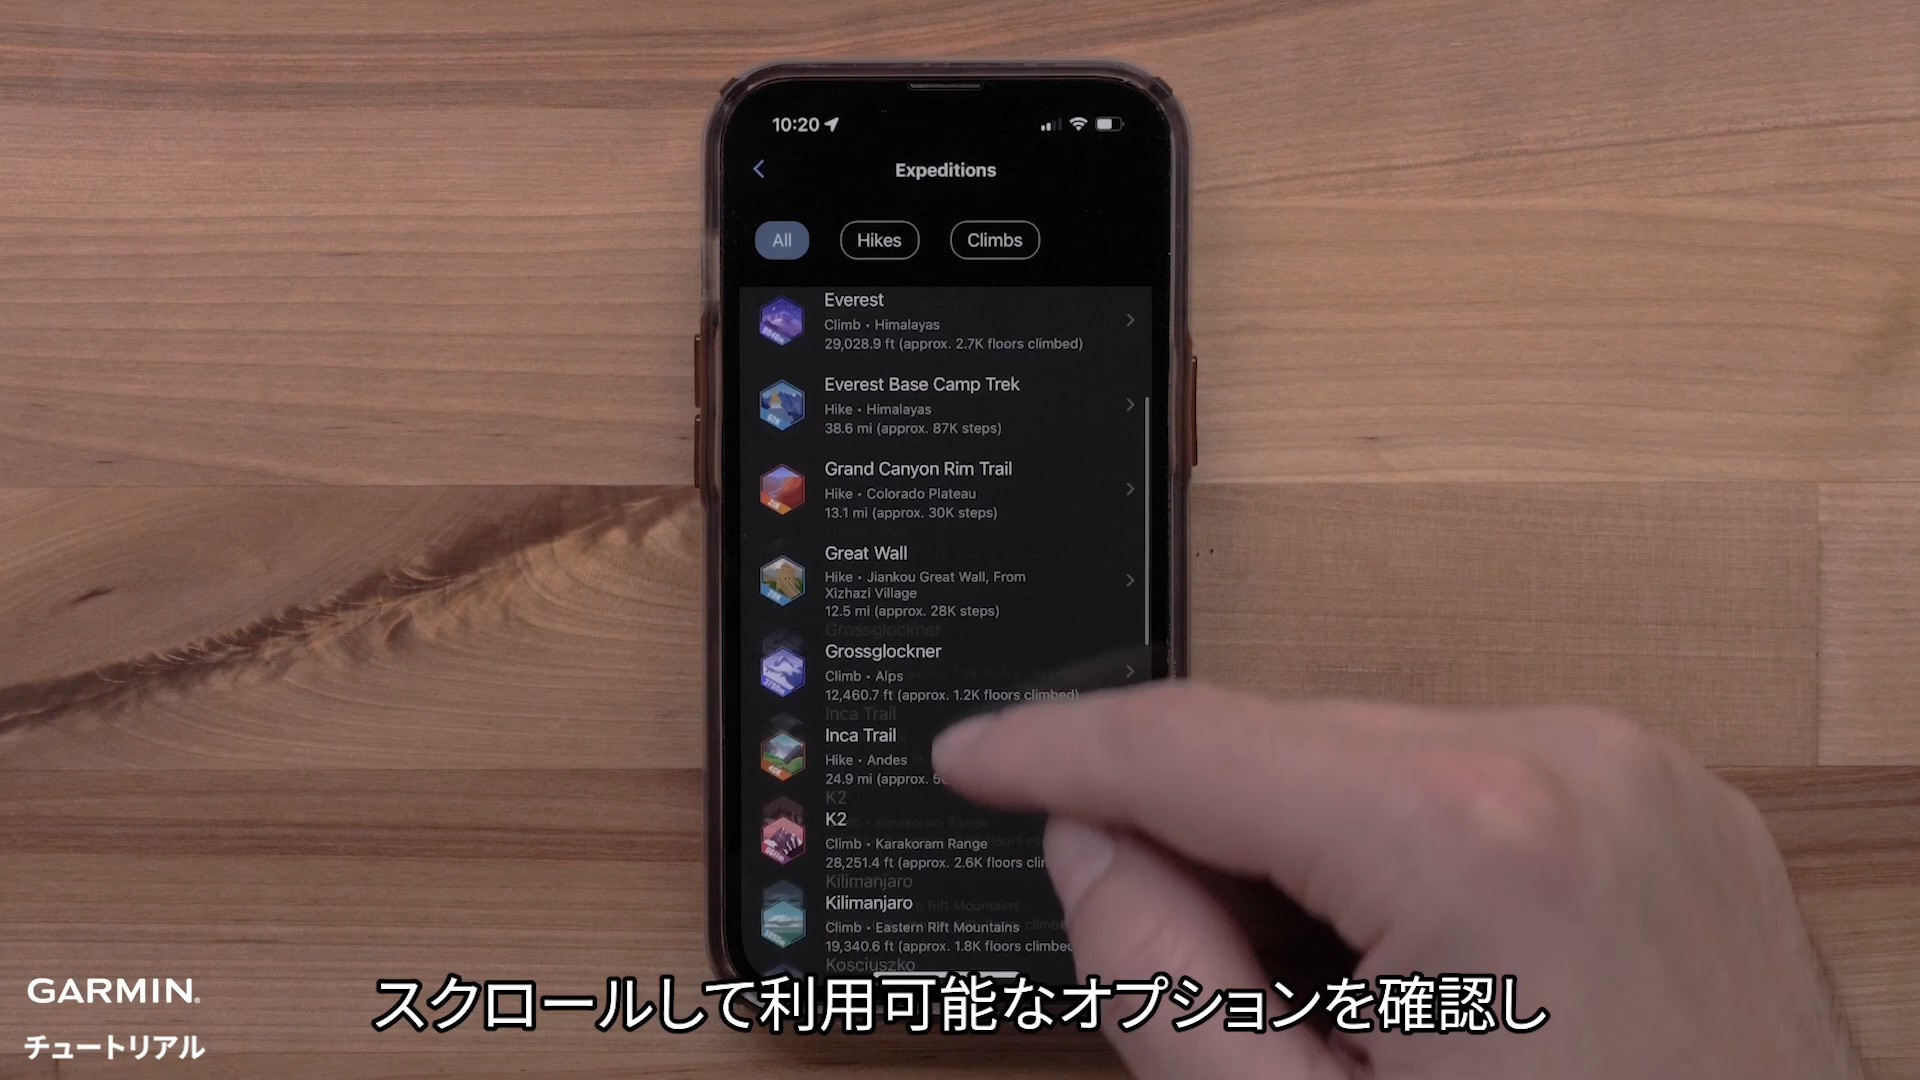 10:20
Expeditions
All
Hikes
Climbs
Everest
Climb • Himalayas
29,028.9 ft (approx. 2.7K floors climbed)
Everest Base Camp Trek
Hike • Himalayas
38.6 mi (approx. 87K steps)
Grand Canyon Rim Trail
Hike • Colorado Plateau
13.1 mi (approx. 30K steps)
Great Wall
Hike • Jiankou Great Wall, From
Xizhazi Village
12.5 mi (approx. 28K steps)
Grossglockner
Climb • Alps
12,460.7 ft (approx. 1.2K floors climbed)
Inca Trail
Hike • Andes
24.9 mi (approx.
K2
Climb • Karakoram Range
28,251.4 ft (approx. 2.6K floors
Kilimanjaro
Climb • Eastern Rift Mountains
19,340.6 ft (approx. 1.8K floors climbed
Kosciuszko
スクロールして利用可能なオプションを確認し
GARMIN
チュートリアル